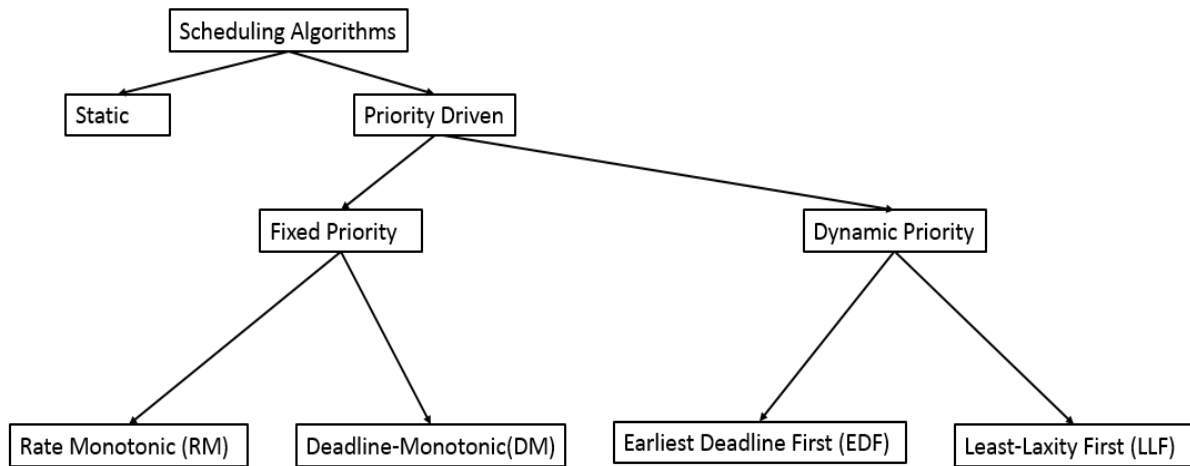 Scheduling Algorithms
Static
Priority Driven
Fixed Priority
Dynamic Priority
Rate Monotonic (RM)
Deadline-Monotonic(DM)
Earliest Deadline First (EDF)
Least-Laxity First (LLF)